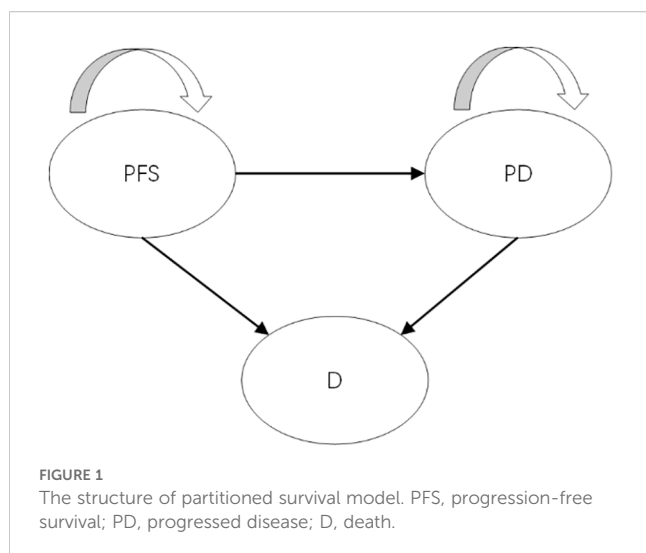 PFS
PD
D
FIGURE 1
The structure of partitioned survival model. PFS, progression-free
survival; PD, progressed disease; D, death.